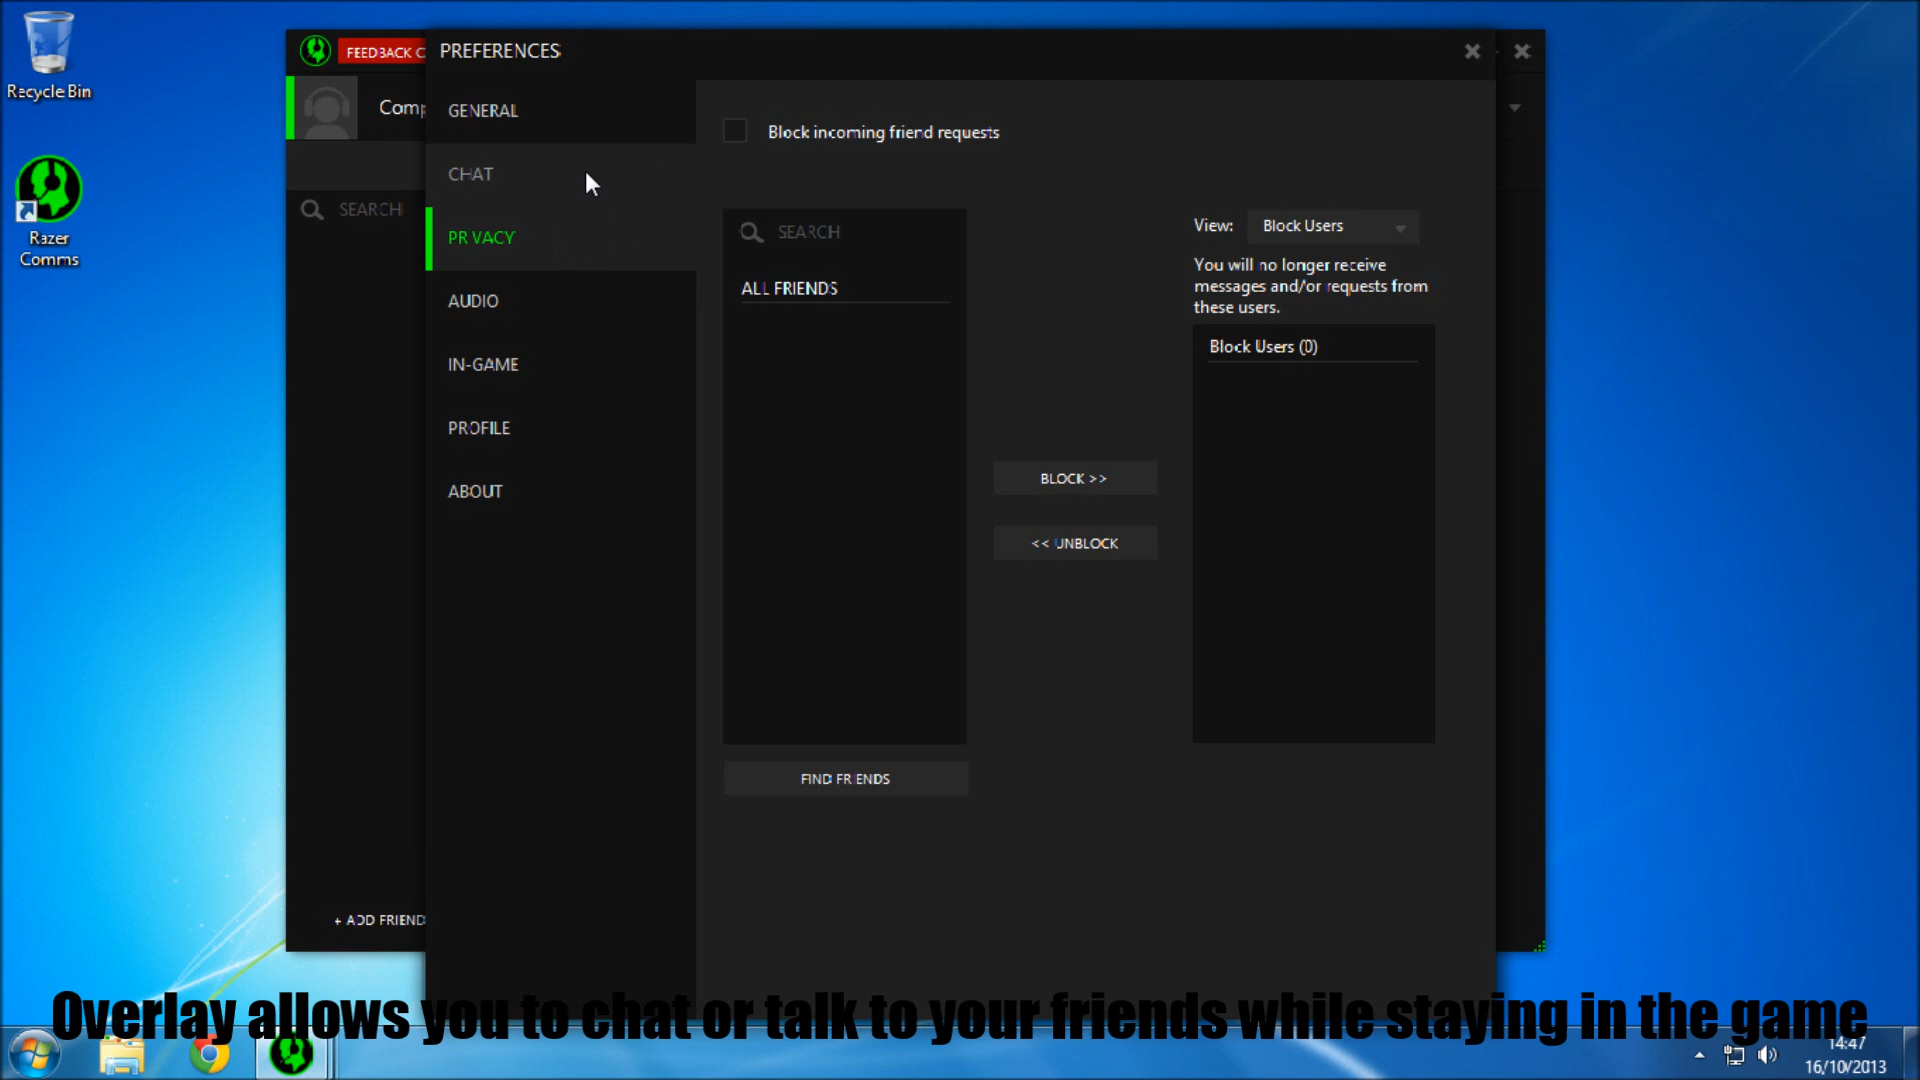 Recycle Bin
Razer
Comms
FEEDBACK C
Comp
SEARCH
+ ADD FRIEND
PREFERENCES
GENERAL
CHAT
PRIVACY
AUDIO
IN-GAME
PROFILE
ABOUT
Block incoming friend requests
SEARCH
ALL FRIENDS
FIND FRIENDS
BLOCK >>
<< UNBLOCK
View: Block Users
You will no longer receive
messages and/or requests from
these users.
Block Users (0)
Overlay allows you to chat or talk to your friends while staying in the game
14:47
16/10/2013